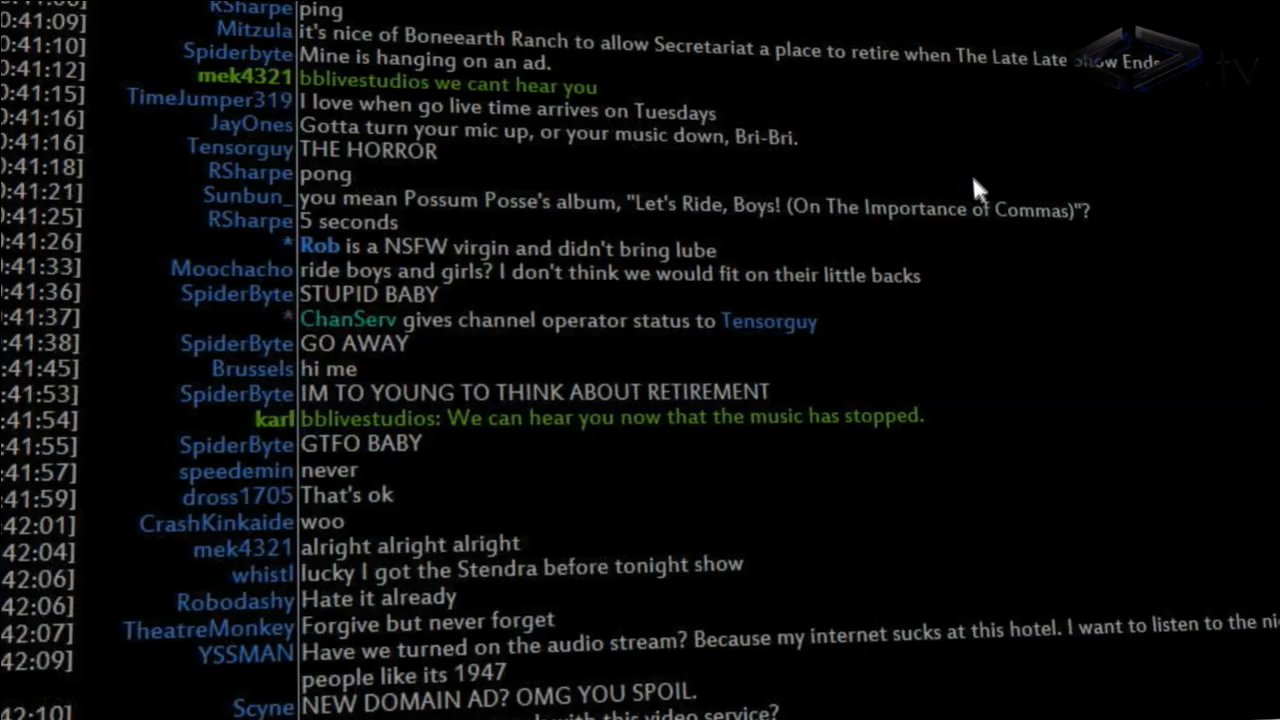 0:41:09] RSharpe ping
0:41:10] Mitzula it's nice of Boneearth Ranch to allow Secretariat a place to retire when The Late Late Show Ends
0:41:12] Spiderbyte Mine is hanging on an ad.
mek4321 bblivestudios we cant hear you
):41:15] TimeJumper319 I love when go live time arrives on Tuesdays
):41:16] JayOnes Gotta turn your mic up, or your music down, Bri-Bri.
):41:16] Tensorguy THE HORROR
):41:18] RSharpe pong
):41:21] Sunbun_ you mean Possum Posse's album, "Let's Ride, Boys! (On The Importance of Commas)"?
:41:25] RSharpe 5 seconds
:41:26] * Rob is a NSFW virgin and didn't bring lube
:41:33] Moochacho ride boys and girls? I don't think we would fit on their little backs
:41:36] SpiderByte STUPID BABY
:41:37] * ChanServ gives channel operator status to Tensorguy
:41:38] SpiderByte GO AWAY
:41:45] Brussels hi me
:41:53] SpiderByte IM TO YOUNG TO THINK ABOUT RETIREMENT
:41:54] karl bblivestudios: We can hear you now that the music has stopped.
:41:55] SpiderByte GTFO BABY
:41:57] speedemin never
:41:59] dross1705 That's ok
42:01] CrashKinkaide woo
42:04] mek4321 alright alright alright
42:06] whistl lucky I got the Stendra before tonight show
42:06] Robodashy Hate it already
42:07] TheatreMonkey Forgive but never forget
42:09] YSSMAN Have we turned on the audio stream? Because my internet sucks at this hotel. I want to listen to the
people like its 1947
42:10] Scyne NEW DOMAIN AD? OMG YOU SPOIL.
with this video service?
.tv